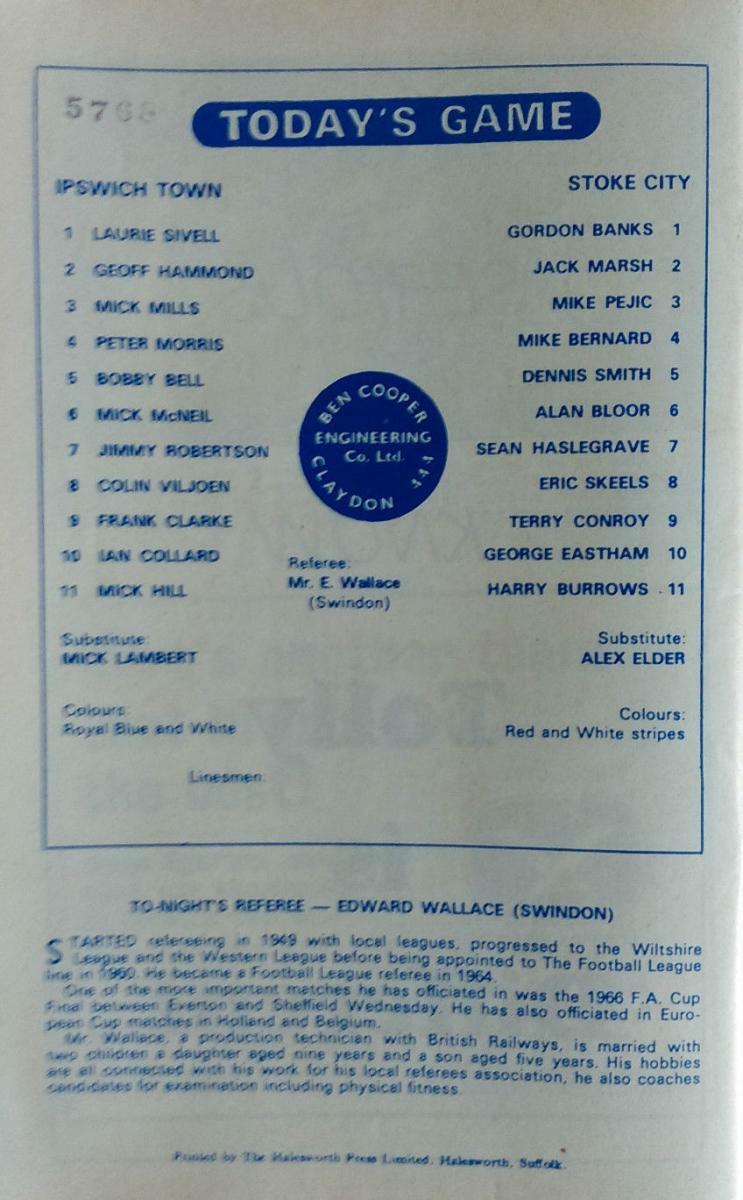 5768
TODAY'S GAME
IPSWICH TOWN
1 LAURIE SIVELL
2 GEOFF HAMMOND
3 MICK MILLS
4 PETER MORRIS
5 BOBBY BELL
6 MICK McNEIL
7 JIMMY ROBERTSON
8 COLIN VILJOEN
9 FRANK CLARKE
10 IAN COLLARD
11 MICK HILL
Substitute:
MICK LAMBERT
Colours:
Royal Blue and White
BEN COOPER
ENGINEERING
Co. Ltd.
CLAYDON 444
Referee:
Mr. E. Wallace
(Swindon)
STOKE CITY
GORDON BANKS 1
JACK MARSH 2
MIKE PEJIC 3
MIKE BERNARD 4
DENNIS SMITH 5
ALAN BLOOR 6
SEAN HASLEGRAVE 7
ERIC SKEELS 8
TERRY CONROY 9
GEORGE EASTHAM 10
HARRY BURROWS 11
Substitute:
ALEX ELDER
Colours:
Red and White stripes
Linesmen:
TO-NIGHT'S REFEREE — EDWARD WALLACE (SWINDON)
STARTED refereeing in 1949 with local leagues, progressed to the Wiltshire
League and the Western League before being appointed to The Football League
line in 1960. He became a Football League referee in 1964.
One of the more important matches he has officiated in was the 1966 F.A. Cup
Final between Everton and Sheffield Wednesday. He has also officiated in Euro-
pean Cup matches in Holland and Belgium.
Mr. Wallace, a production technician with British Railways, is married with
two children a daughter aged nine years and a son aged five years. His hobbies
are all connected with his work for his local referees association, he also coaches
candidates for examination including physical fitness.
Printed by The Halesworth Press Limited, Halesworth, Suffolk.